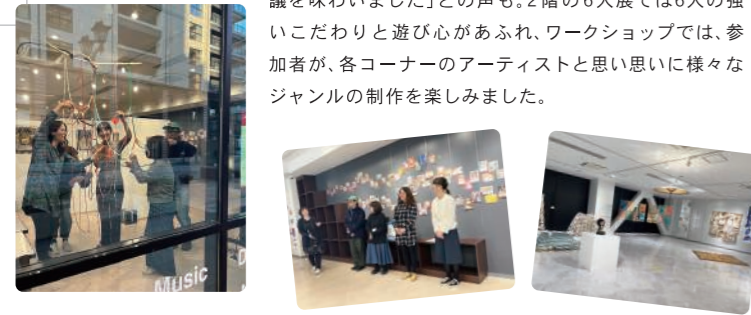 議を味わいました」との声も。2階の6人展では6人の強
いこだわりと遊び心があふれ、ワークショップでは、参
加者が、各コーナーのアーティストと思い思いに様々な
ジャンルの制作を楽しみました。
Music